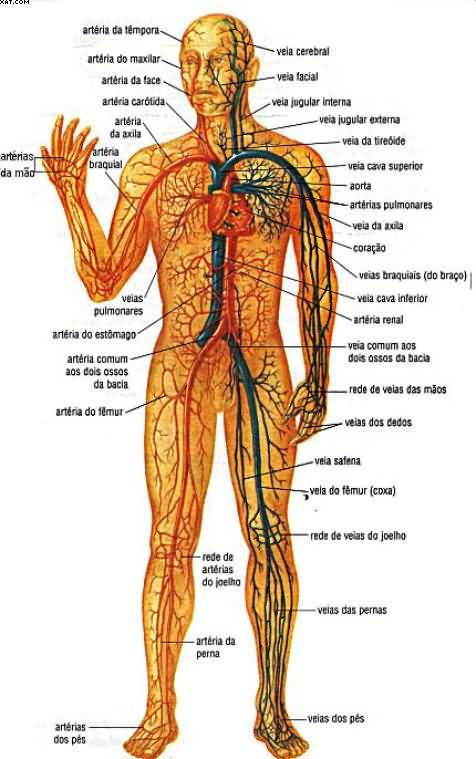 XAT.COM
artéria da têmpora
artéria do maxilar
artéria da face
artéria carótida
artéria
da axila
artéria
braquial
artérias
da mão
veias
pulmonares
artéria do estômago
artéria comum
aos dois ossos
da bacia
artéria do fêmur
rede de
artérias
do joelho
artéria da
perna
artérias
dos pés
veia cerebral
veia facial
veia jugular interna
veia jugular externa
veia da tireóide
veia cava superior
aorta
artérias pulmonares
veia da axila
coração
veias braquiais (do braço)
veia cava inferior
artéria renal
veia comum aos
dois ossos da bacia
rede de veias das mãos
veias dos dedos
veia safena
veia do fêmur (coxa)
rede de veias do joelho
veias das pernas
veias dos pés